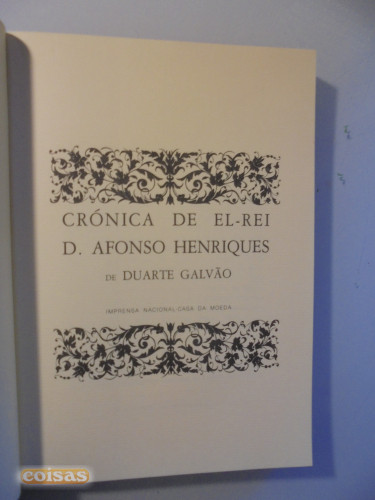 CRÓNICA DE EL-REI
D. AFONSO HENRIQUES
DE DUARTE GALVÃO
IMPRENSA NACIONAL-CASA DA MOEDA
coisas